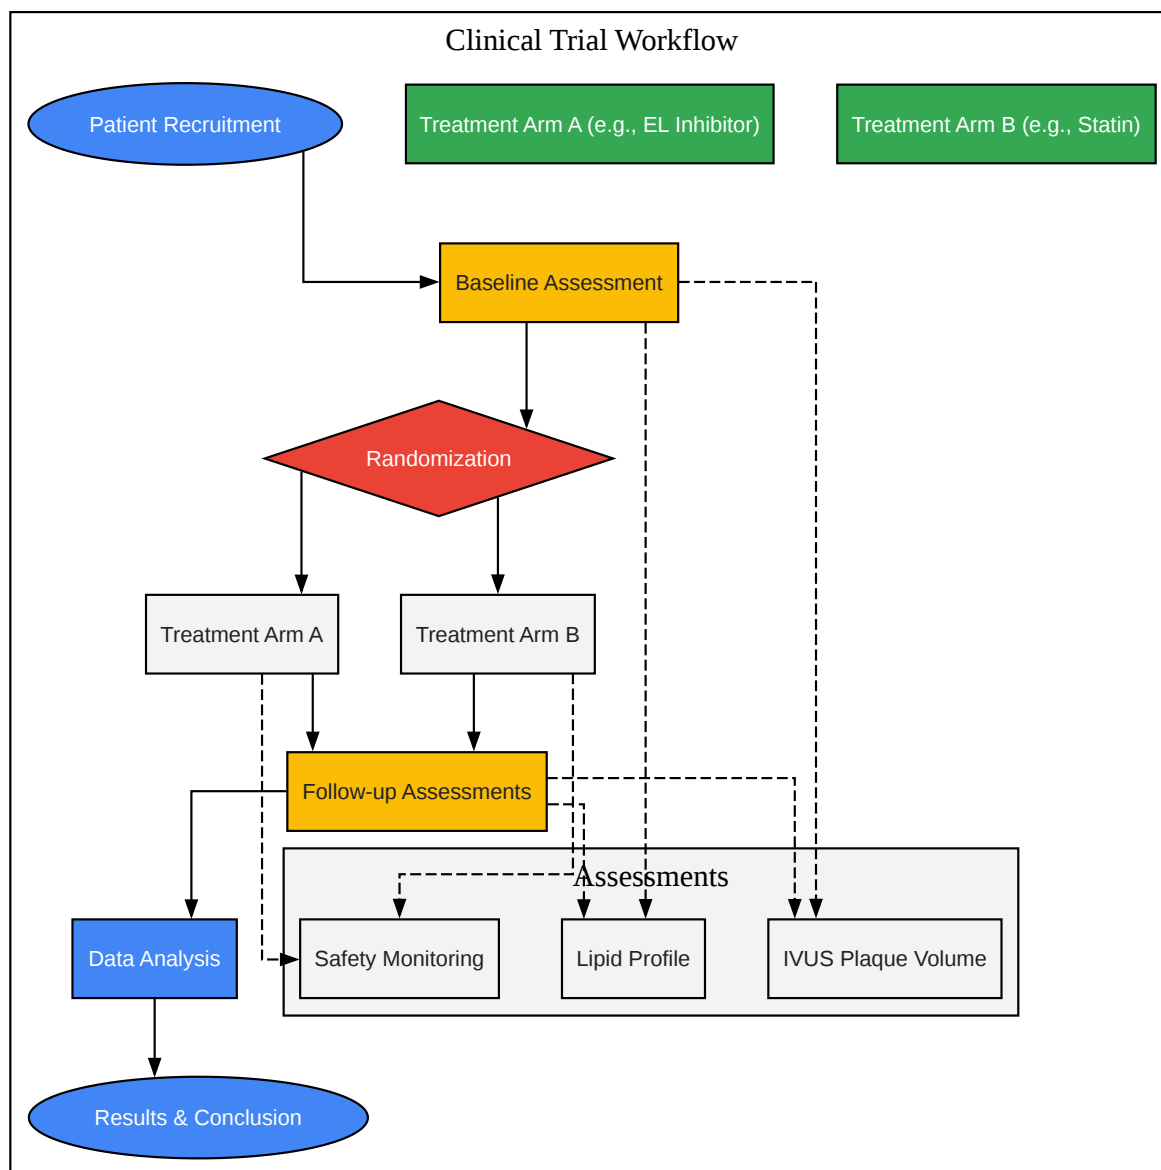 Clinical Trial Workflow
Patient Recruitment
Treatment Arm A (e.g., EL Inhibitor)
Treatment Arm B (e.g., Statin)
Baseline Assessment
Randomization
Treatment Arm A
Treatment Arm B
Follow-up Assessments
Assessments
Data Analysis
Safety Monitoring
Lipid Profile
IVUS Plaque Volume
Results & Conclusion